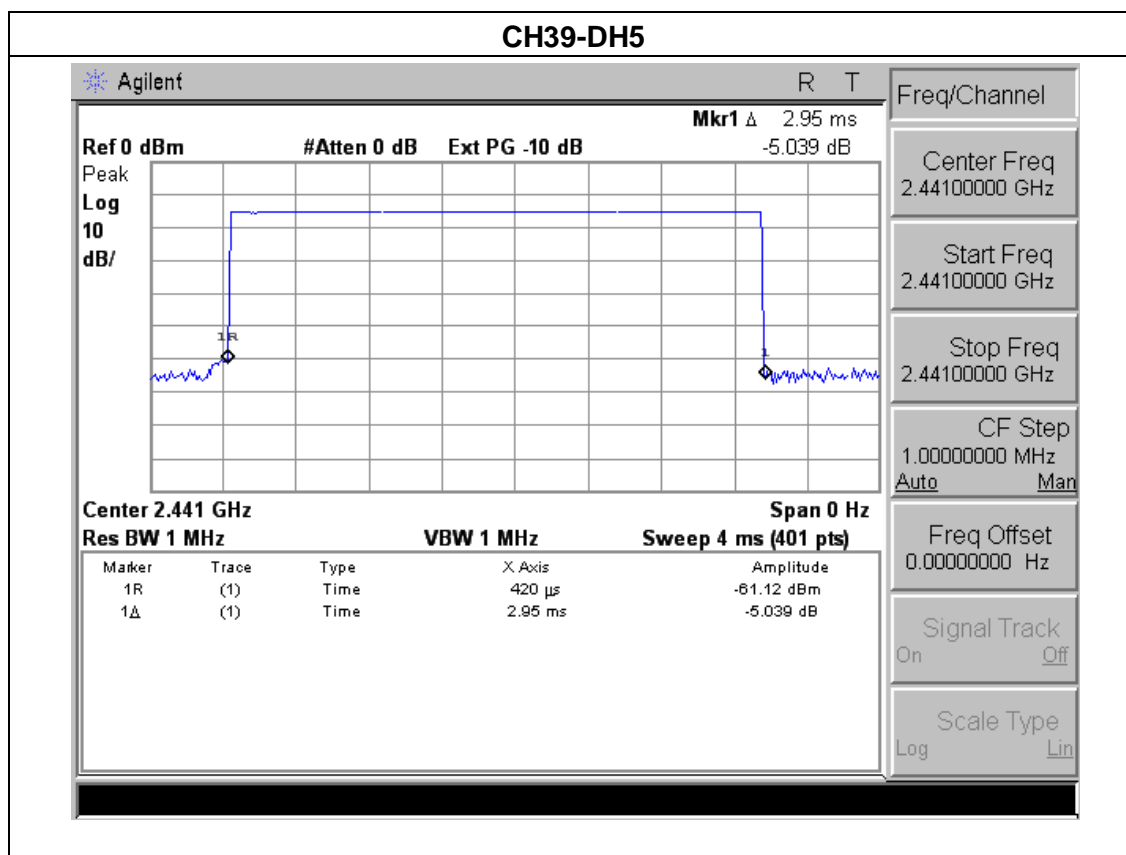 CH39-DH5
Agilent R T
Mkr1 Δ 2.95 ms
Ref 0 dBm #Atten 0 dB Ext PG -10 dB -5.039 dB
Peak
Log
10
dB/
1R
1
Center 2.441 GHz Span 0 Hz
Res BW 1 MHz VBW 1 MHz Sweep 4 ms (401 pts)
Marker Trace Type X Axis Amplitude
1R (1) Time 420 µs -61.12 dBm
1Δ (1) Time 2.95 ms -5.039 dB
Freq/Channel
Center Freq
2.44100000 GHz
Start Freq
2.44100000 GHz
Stop Freq
2.44100000 GHz
CF Step
1.00000000 MHz
Auto Man
Freq Offset
0.00000000 Hz
Signal Track
On Off
Scale Type
Log Lin